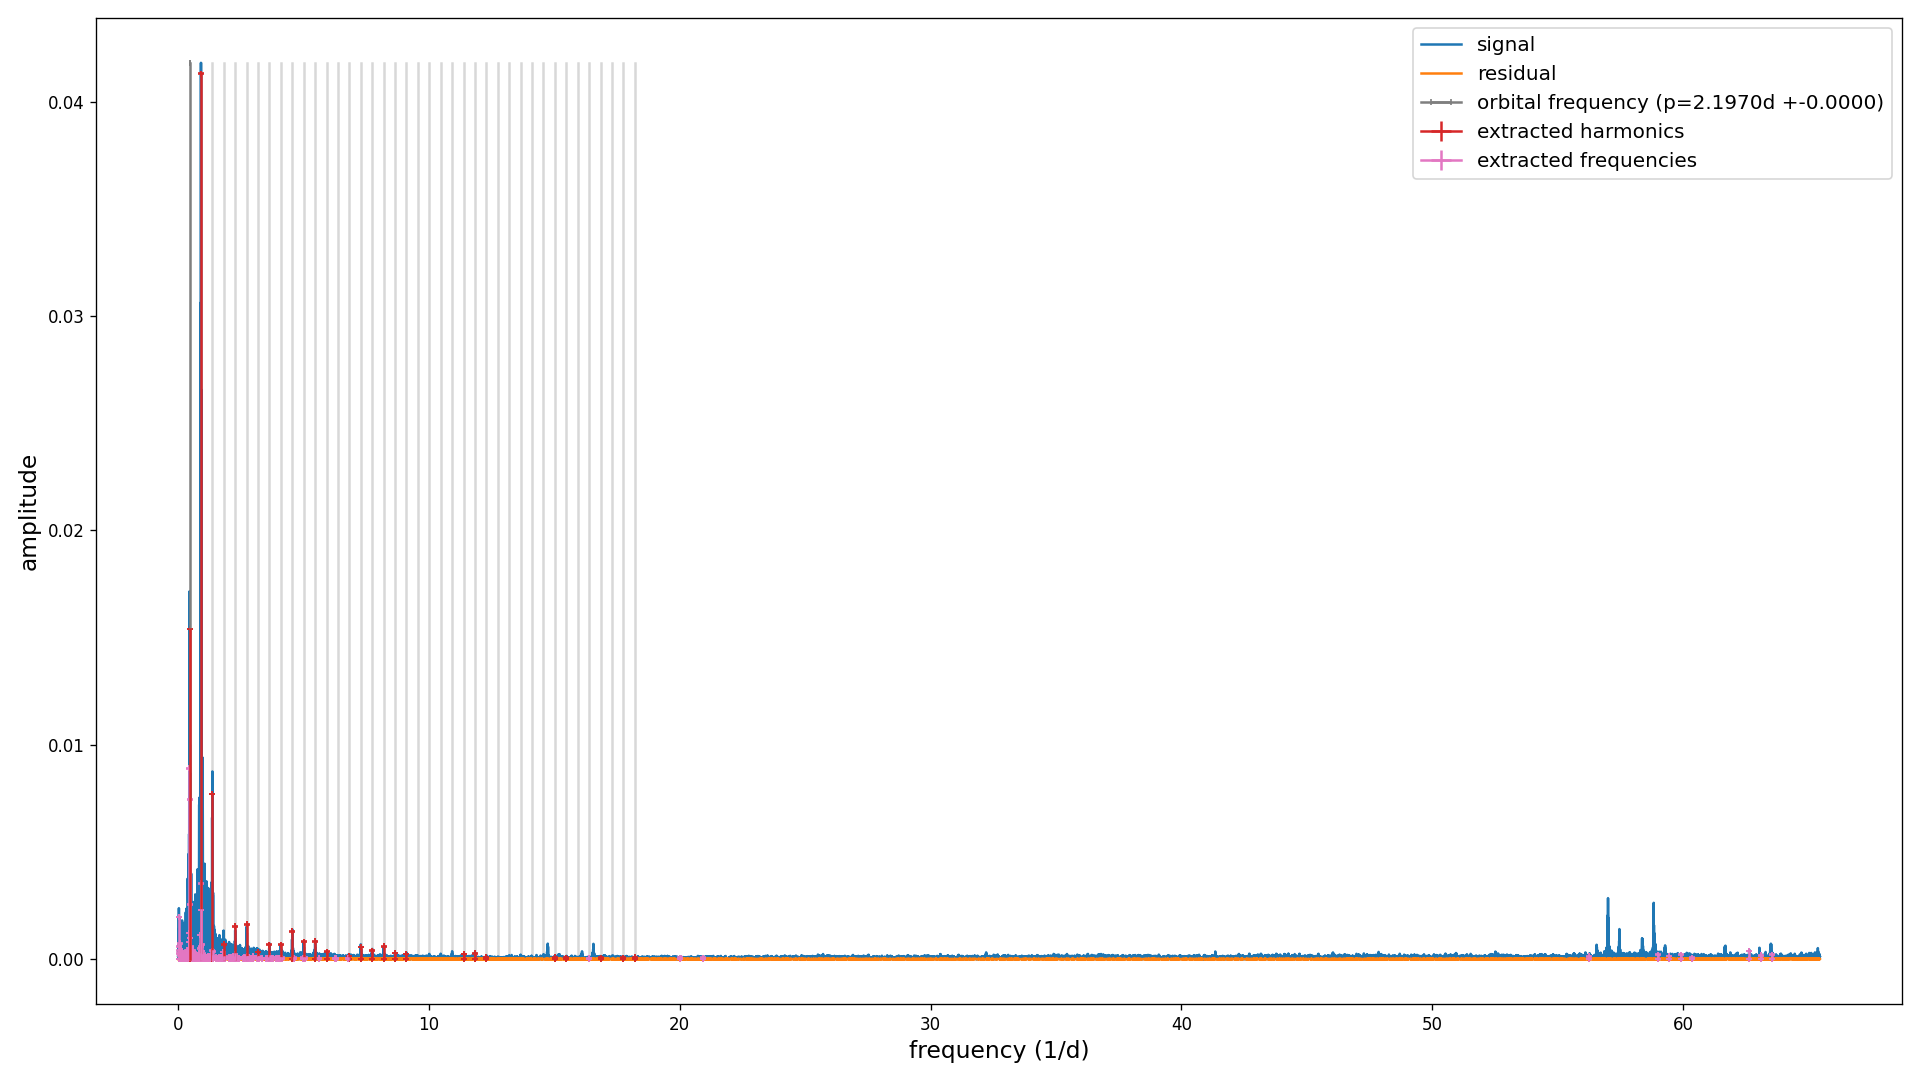 signal
residual
orbital frequency (p=2.1970d +-0.0000)
extracted harmonics
extracted frequencies
0.04
0.03
0.02
0.01
0.00
amplitude
0 10 20 30 40 50 60
frequency (1/d)